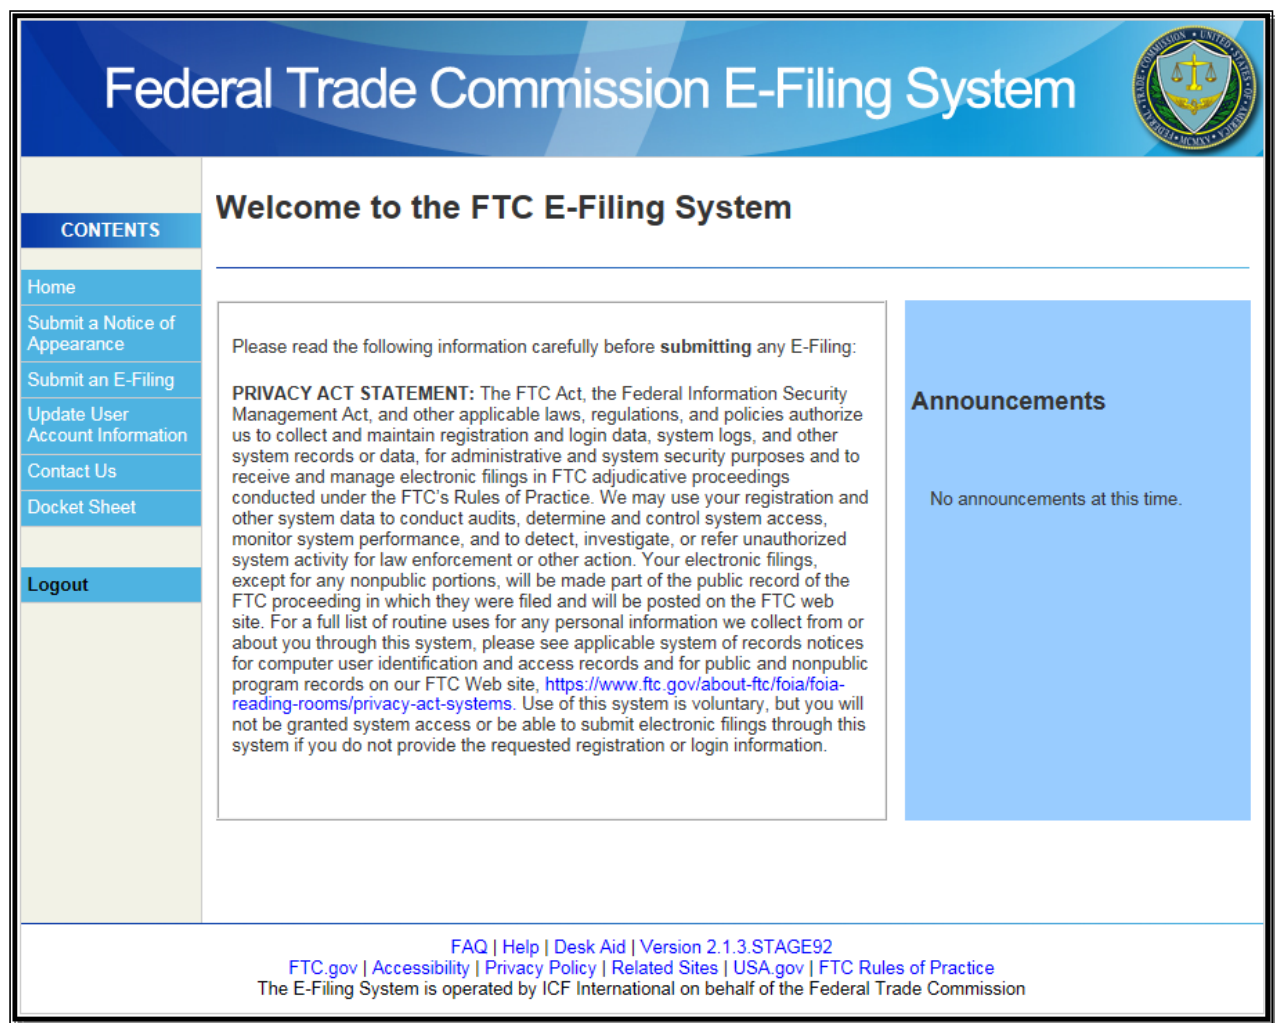 Federal Trade Commission E-Filing System
FEDERAL • TRADE • COMMISSION • UNITED • STATES • OF • AMERICA • MCMXV
CONTENTS
Home
Submit a Notice of
Appearance
Submit an E-Filing
Update User
Account Information
Contact Us
Docket Sheet
Logout
Welcome to the FTC E-Filing System
Please read the following information carefully before submitting any E-Filing:
PRIVACY ACT STATEMENT: The FTC Act, the Federal Information Security
Management Act, and other applicable laws, regulations, and policies authorize
us to collect and maintain registration and login data, system logs, and other
system records or data, for administrative and system security purposes and to
receive and manage electronic filings in FTC adjudicative proceedings
conducted under the FTC's Rules of Practice. We may use your registration and
other system data to conduct audits, determine and control system access,
monitor system performance, and to detect, investigate, or refer unauthorized
system activity for law enforcement or other action. Your electronic filings,
except for any nonpublic portions, will be made part of the public record of the
FTC proceeding in which they were filed and will be posted on the FTC web
site. For a full list of routine uses for any personal information we collect from or
about you through this system, please see applicable system of records notices
for computer user identification and access records and for public and nonpublic
program records on our FTC Web site, https://www.ftc.gov/about-ftc/foia/foia-
reading-rooms/privacy-act-systems. Use of this system is voluntary, but you will
not be granted system access or be able to submit electronic filings through this
system if you do not provide the requested registration or login information.
Announcements
No announcements at this time.
FAQ | Help | Desk Aid | Version 2.1.3.STAGE92
FTC.gov | Accessibility | Privacy Policy | Related Sites | USA.gov | FTC Rules of Practice
The E-Filing System is operated by ICF International on behalf of the Federal Trade Commission